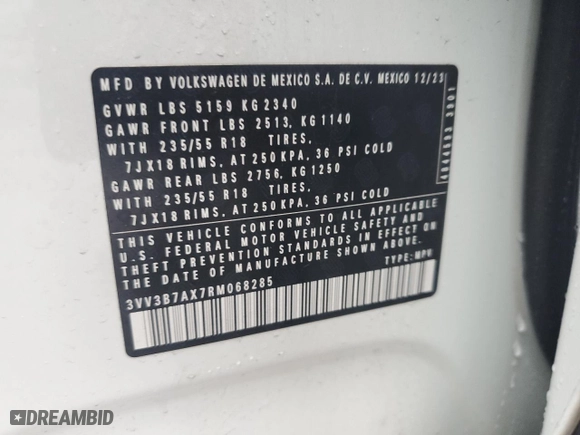 MFD BY VOLKSWAGEN DE MEXICO S.A. DE C.V. MEXICO 12/23
GVWR LBS 5159 KG 2340
GAWR FRONT LBS 2513, KG 1140
WITH 235/55 R18 TIRES.
7JX18 RIMS, AT 250 KPA, 36 PSI COLD
GAWR REAR LBS 2756, KG 1250
WITH 235/55 R18 TIRES.
7JX18 RIMS, AT 250 KPA, 36 PSI COLD
THIS VEHICLE CONFORMS TO ALL APPLICABLE
U.S. FEDERAL MOTOR VEHICLE SAFETY AND
THEFT PREVENTION STANDARDS IN EFFECT ON
THE DATE OF MANUFACTURE SHOWN ABOVE.
3VV3B7AX7RM068285 TYPE: MPV
DREAMBID